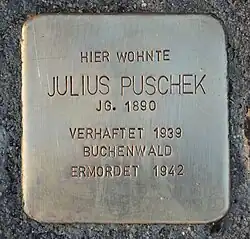 HIER WOHNTE
JULIUS PUSCHEK
JG. 1890
VERHAFTET 1939
BUCHENWALD
ERMORDET 1942